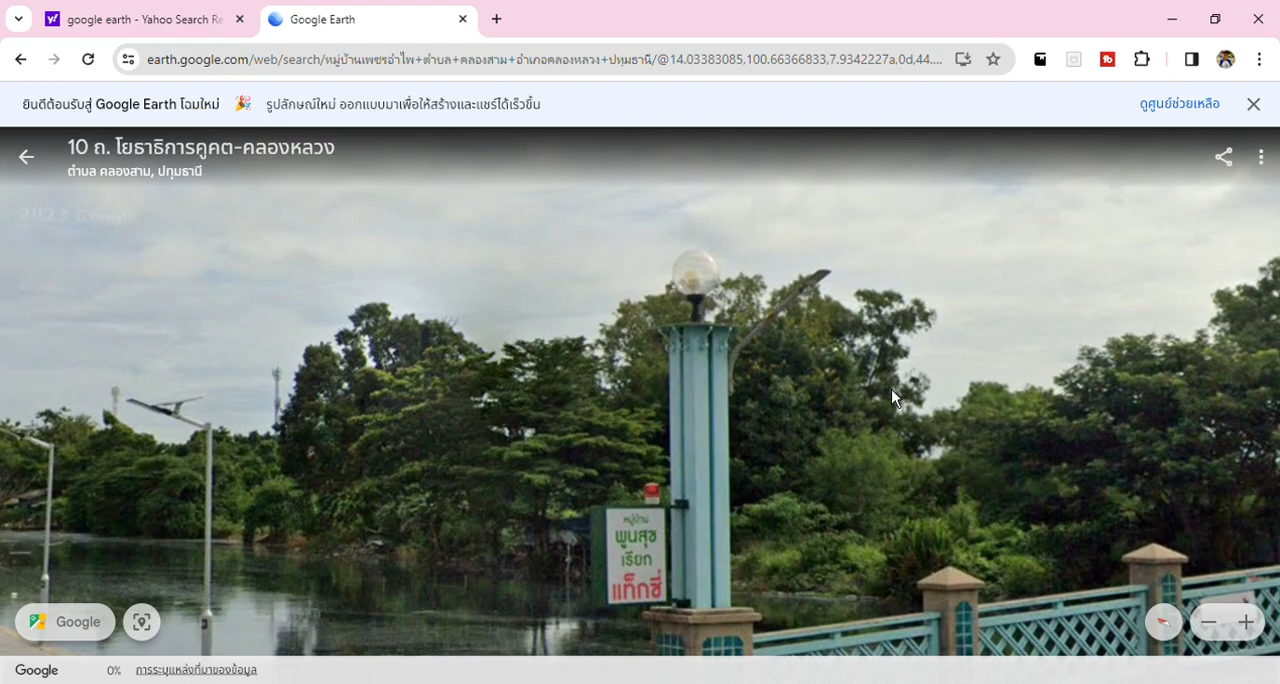 google earth - Yahoo Search Re
Google Earth
earth.google.com/web/search/หมู่บ้านเพชรอำไพ+ตำบล+คลองสาม+อำเภอคลองหลวง+ปทุมธานี/@14.03383085,100.66366833,7.9342227a,0d,44....
ยินดีต้อนรับสู่ Google Earth โฉมใหม่ 🎉 รูปลักษณ์ใหม่ ออกแบบมาเพื่อให้สร้างและแชร์ได้เร็วขึ้น
ดูศูนย์ช่วยเหลือ
10 ถ. โยธาธิการคูคต-คลองหลวง
ตำบล คลองสาม, ปทุมธานี
2023 Google
หมู่บ้าน
พูนสุข
เรียก
แท็กซี่
Google
Google 0% การระบุแหล่งที่มาของข้อมูล